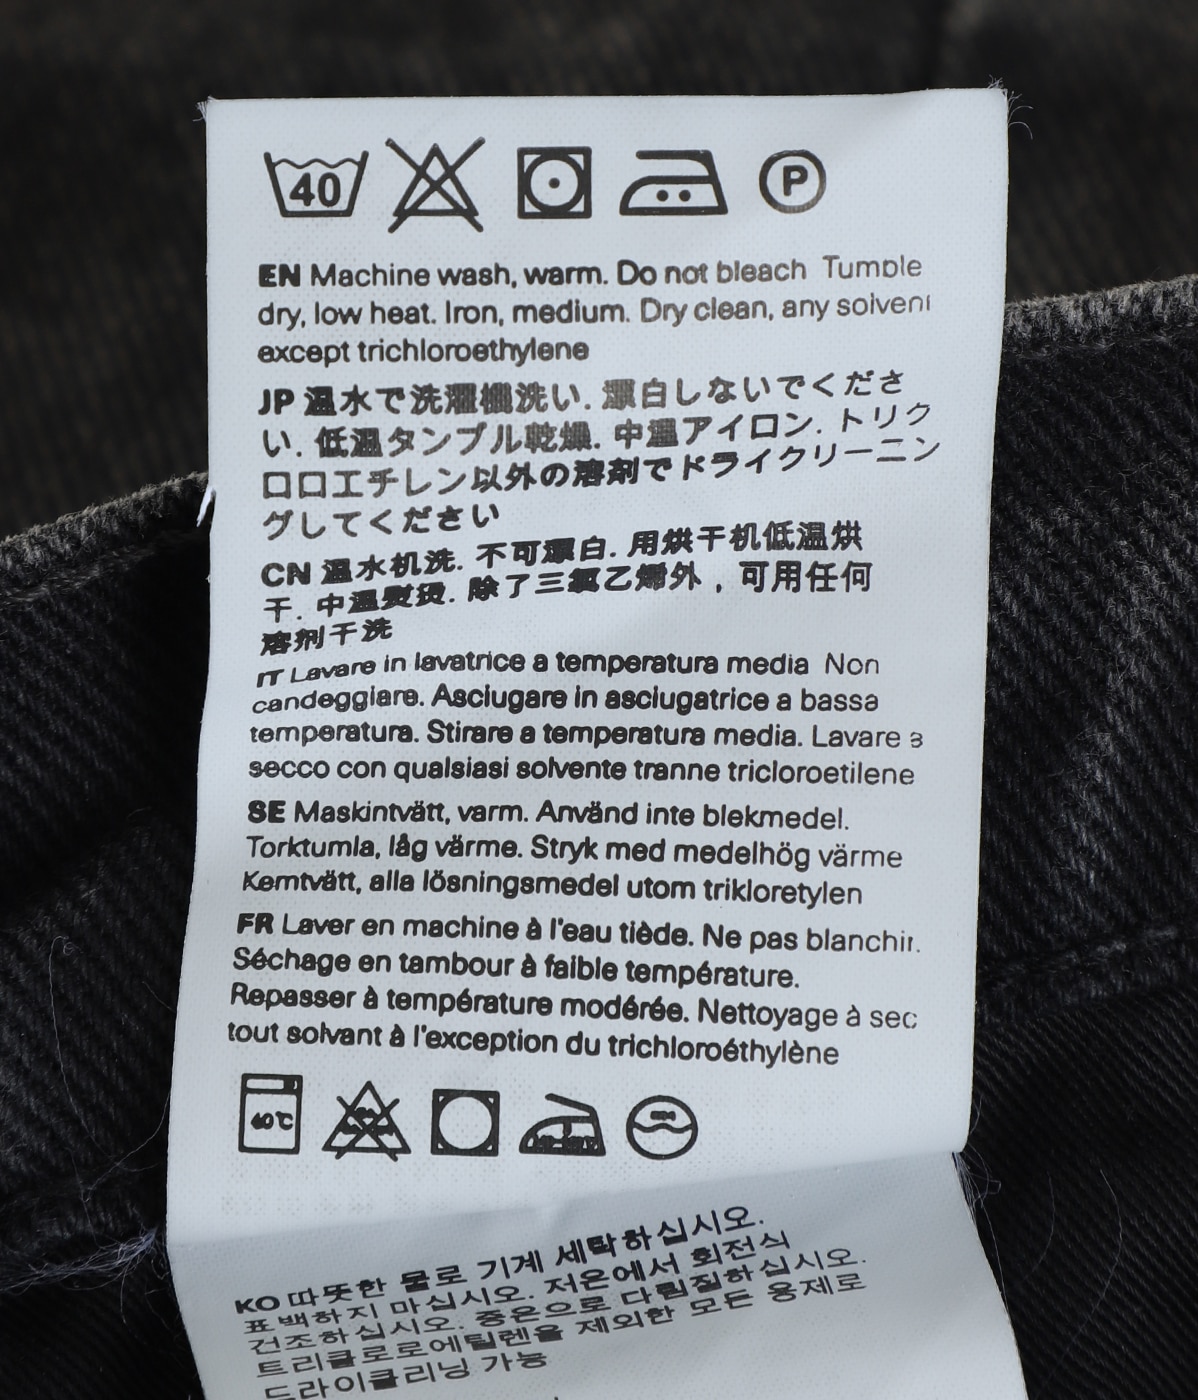 40 P
EN Machine wash, warm. Do not bleach Tumble
dry, low heat. Iron, medium. Dry clean, any solvent
except trichloroethylene
JP 温水で洗濯機洗い. 漂白しないでくださ
い. 低温タンブル乾燥. 中温アイロン. トリク
ロロエチレン以外の溶剤でドライクリーニン
グしてください
CN 温水机洗. 不可漂白. 用烘干机低温烘
干. 中温熨烫. 除了三氯乙烯外，可用任何
溶剂干洗
IT Lavare in lavatrice a temperatura media Non
candeggiare. Asciugare in asciugatrice a bassa
temperatura. Stirare a temperatura media. Lavare a
secco con qualsiasi solvente tranne tricloroetilene
SE Maskintvätt, varm. Använd inte blekmedel.
Torktumla, låg värme. Stryk med medelhög värme
Kemtvätt, alla lösningsmedel utom trikloretylen
FR Laver en machine à l'eau tiède. Ne pas blanchir.
Séchage en tambour à faible température.
Repasser à température modérée. Nettoyage à sec
tout solvant à l'exception du trichloroéthylène
40℃
KO 따뜻한 물로 기계 세탁하십시오.
표백하지 마십시오. 저온에서 회전식
건조하십시오. 중온으로 다림질하십시오.
트리클로로에틸렌을 제외한 모든 용제로
드라이클리닝 가능